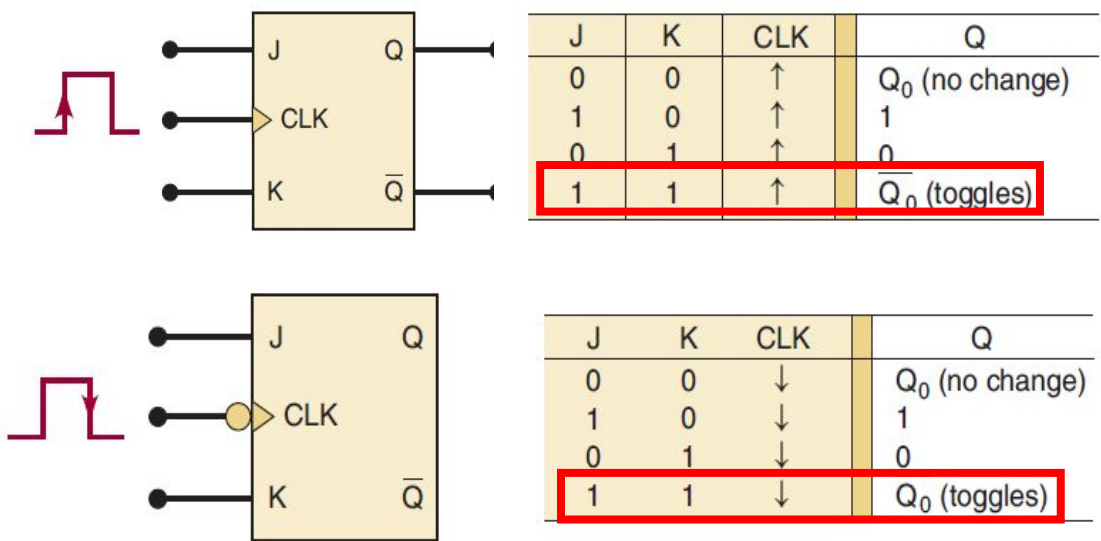 J Q
CLK
K Q̅
J K CLK Q
0 0 ↑ Q₀ (no change)
1 0 ↑ 1
0 1 ↑ 0
1 1 ↑ Q̅₀ (toggles)
J Q
CLK
K Q̅
J K CLK Q
0 0 ↓ Q₀ (no change)
1 0 ↓ 1
0 1 ↓ 0
1 1 ↓ Q₀ (toggles)